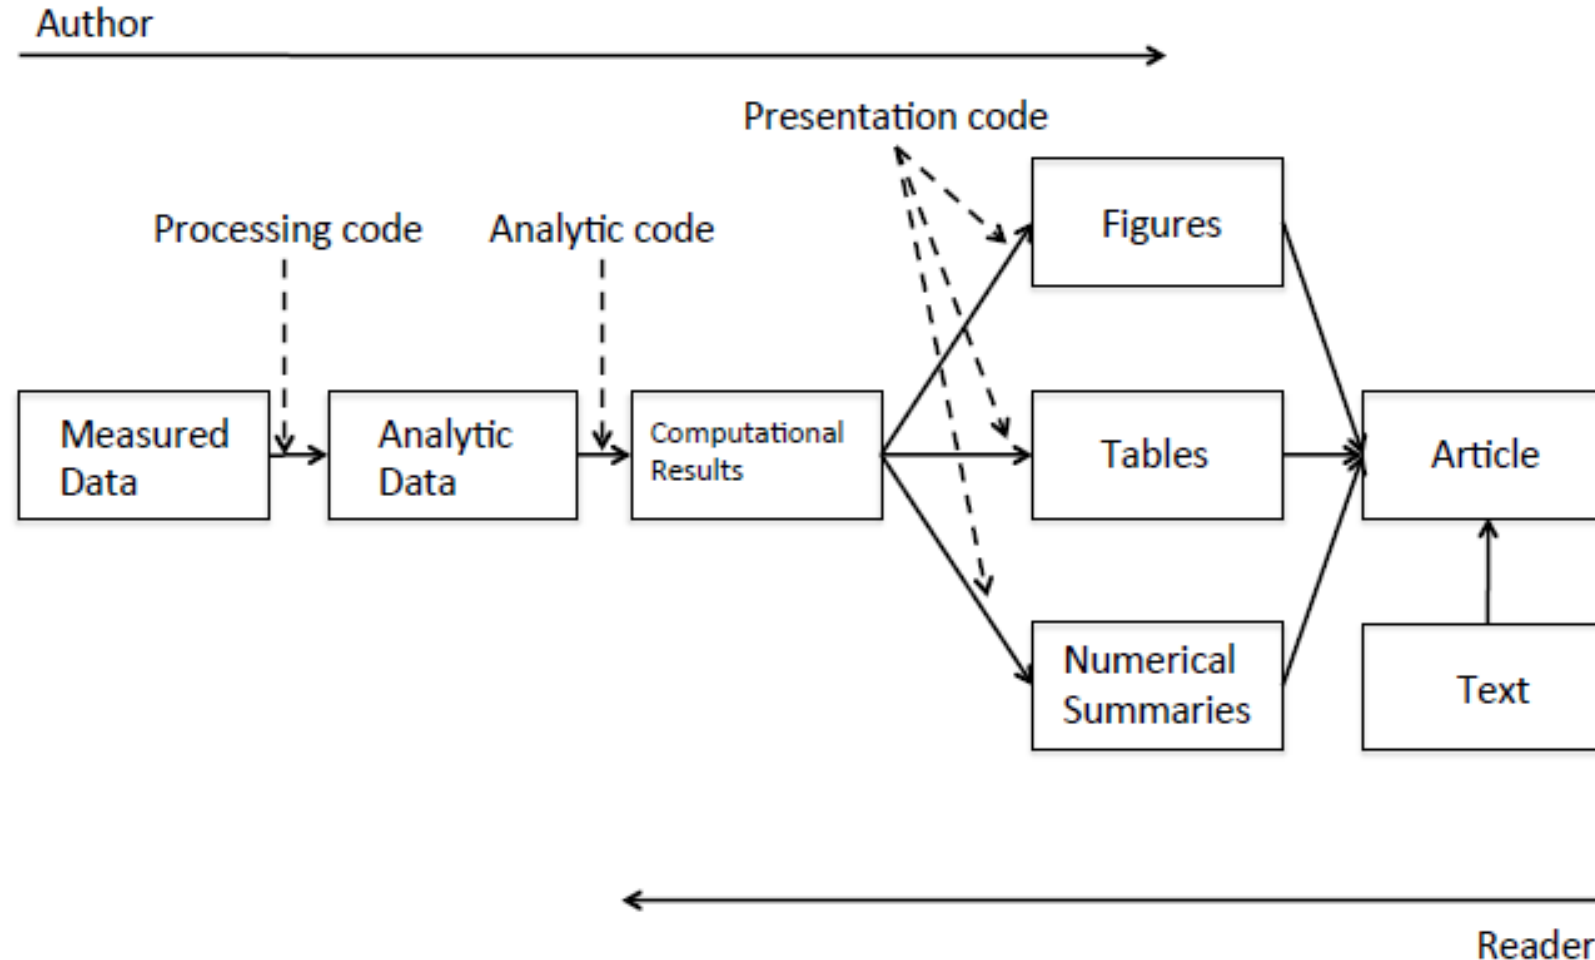 Author
Presentation code
Processing code
Analytic code
Figures
Measured
Data
Analytic
Data
Computational
Results
Tables
Article
Numerical
Summaries
Text
Reader